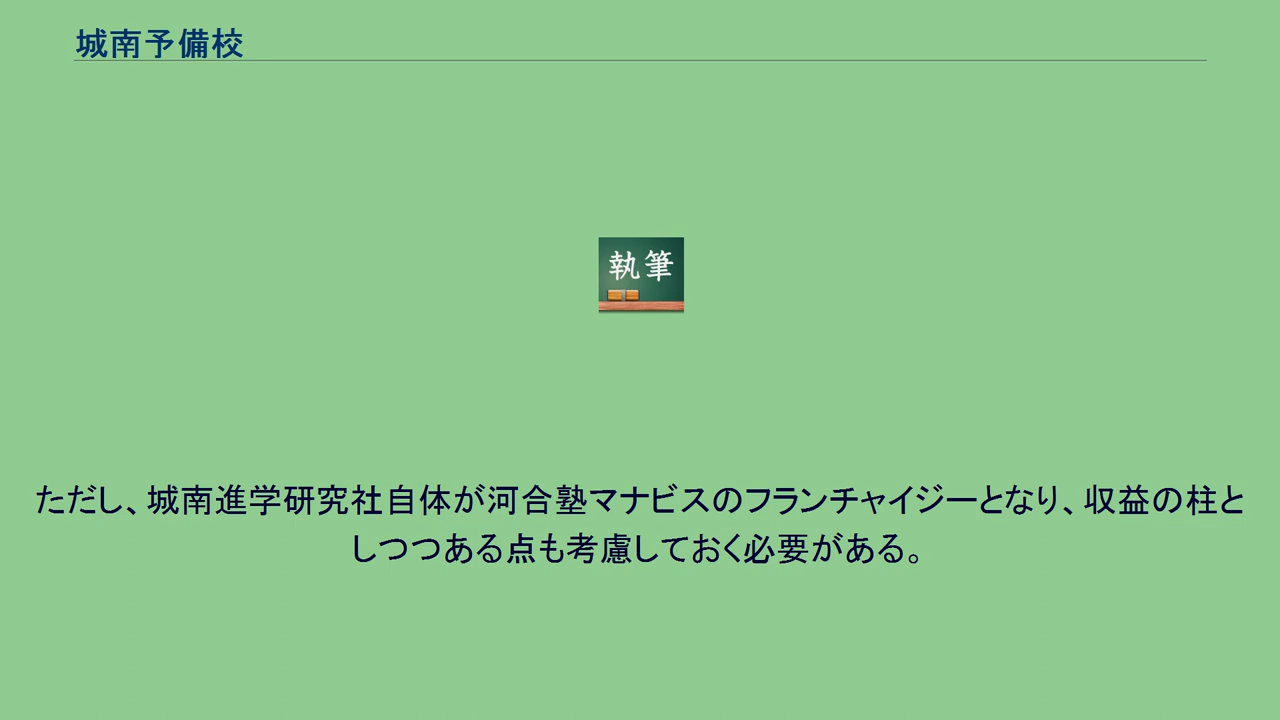 城南予備校
執筆
ただし、城南進学研究社自体が河合塾マナビスのフランチャイジーとなり、収益の柱と
しつつある点も考慮しておく必要がある。